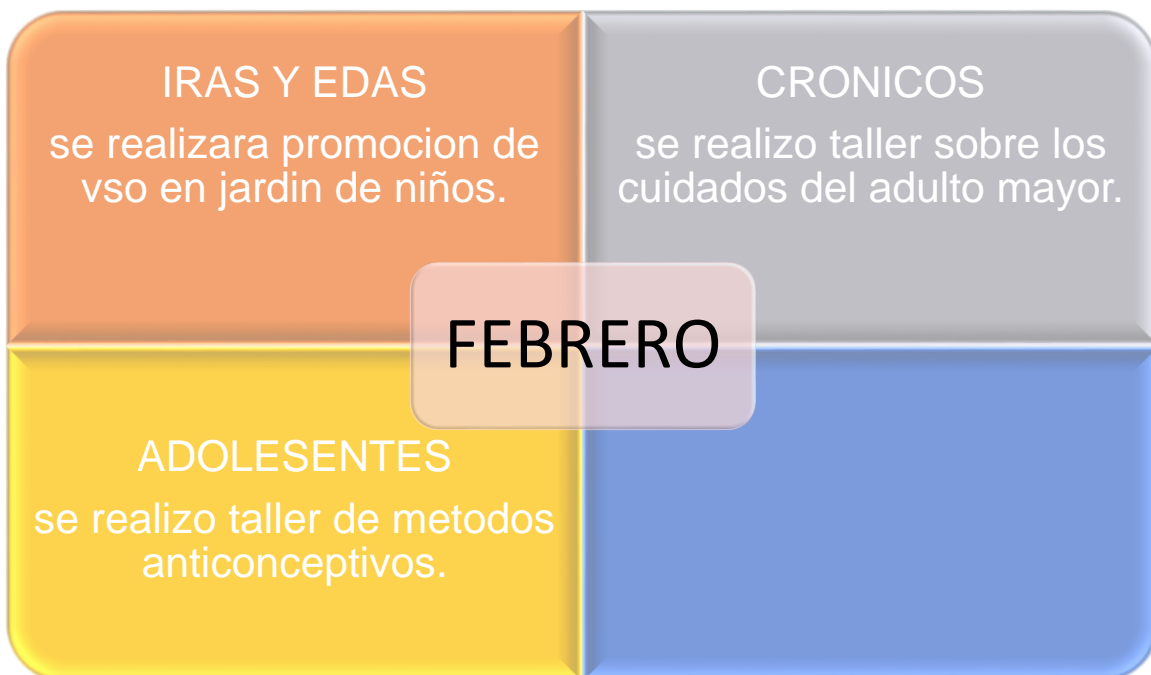 IRAS Y EDAS
se realizara promocion de
vso en jardin de niños.
CRONICOS
se realizo taller sobre los
cuidados del adulto mayor.
FEBRERO
ADOLESENTES
se realizo taller de metodos
anticonceptivos.